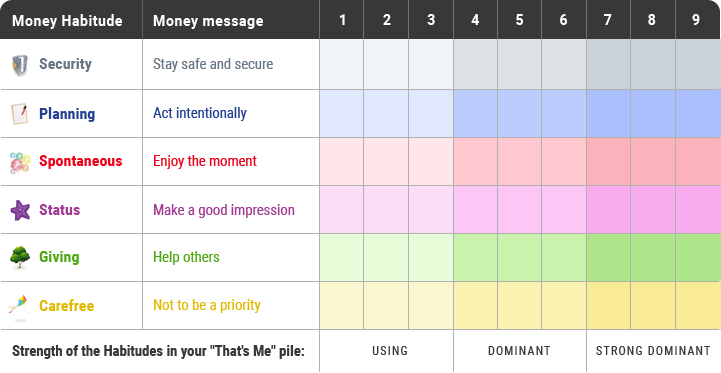 Money Habitude Money message 1 2 3 4 5 6 7 8 9
Security Stay safe and secure
Planning Act intentionally
Spontaneous Enjoy the moment
Status Make a good impression
Giving Help others
Carefree Not to be a priority
Strength of the Habitudes in your "That's Me" pile: USING DOMINANT STRONG DOMINANT